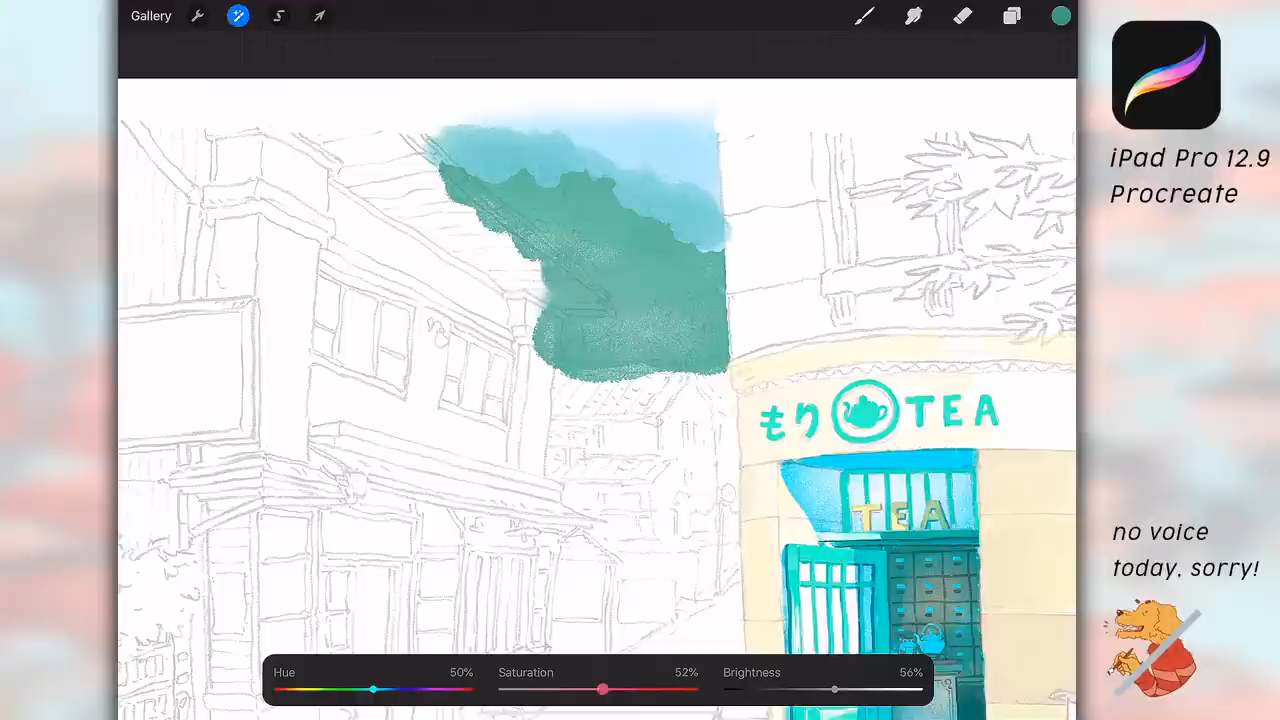 Gallery
iPad Pro 12.9
Procreate
もり TEA
TEA
no voice
today, sorry!
Hue 50% Saturation 52% Brightness 56%